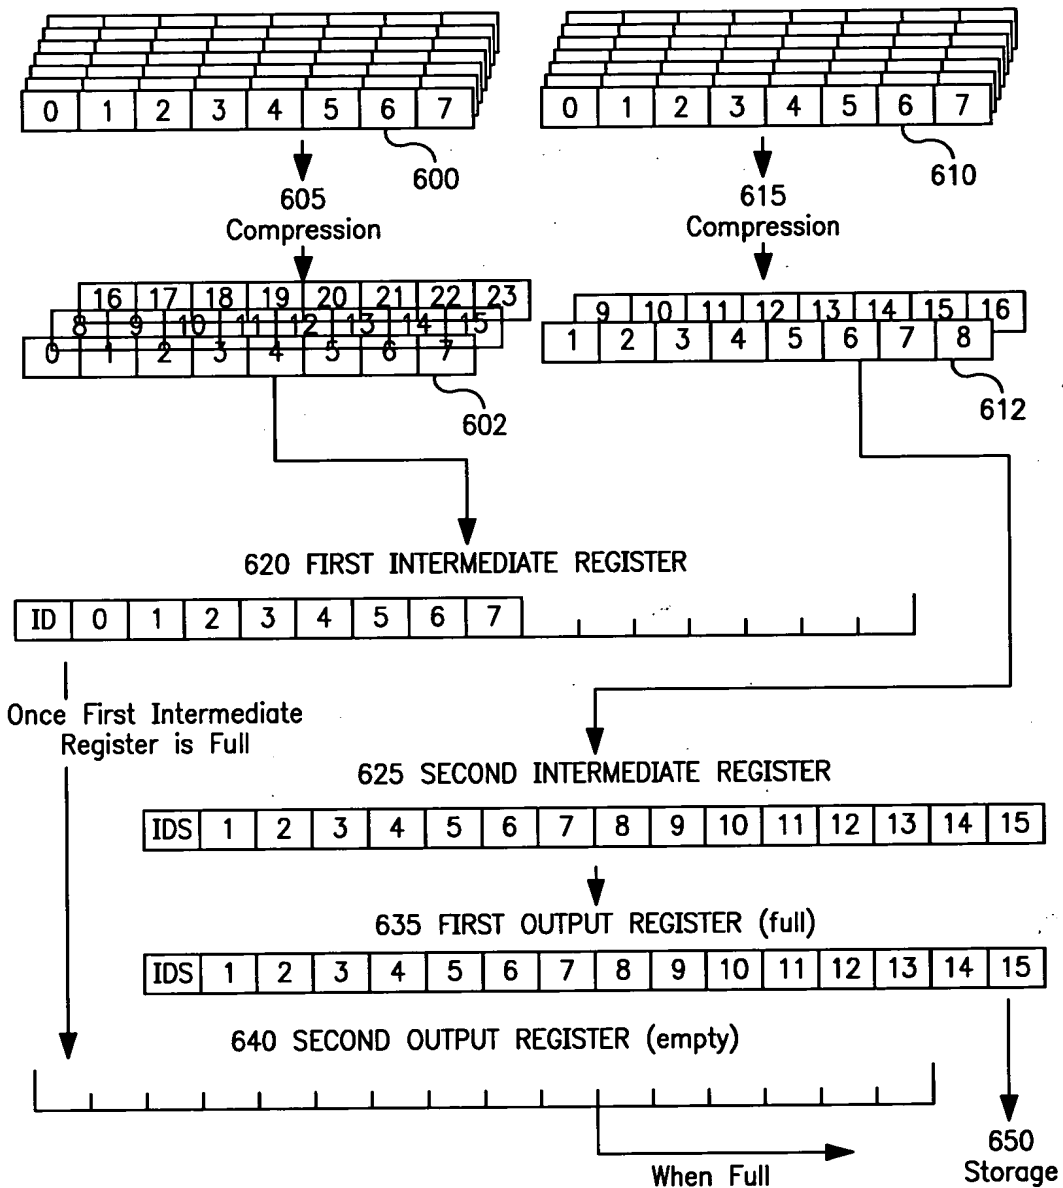 0 1 2 3 4 5 6 7
0 1 2 3 4 5 6 7
600
610
605
Compression
615
Compression
16 17 18 19 20 21 22 23
8 9 10 11 12 13 14 15
0 1 2 3 4 5 6 7
9 10 11 12 13 14 15 16
1 2 3 4 5 6 7 8
602
612
620 FIRST INTERMEDIATE REGISTER
ID 0 1 2 3 4 5 6 7
Once First Intermediate
Register is Full
625 SECOND INTERMEDIATE REGISTER
IDS 1 2 3 4 5 6 7 8 9 10 11 12 13 14 15
635 FIRST OUTPUT REGISTER (full)
IDS 1 2 3 4 5 6 7 8 9 10 11 12 13 14 15
640 SECOND OUTPUT REGISTER (empty)
When Full
650
Storage